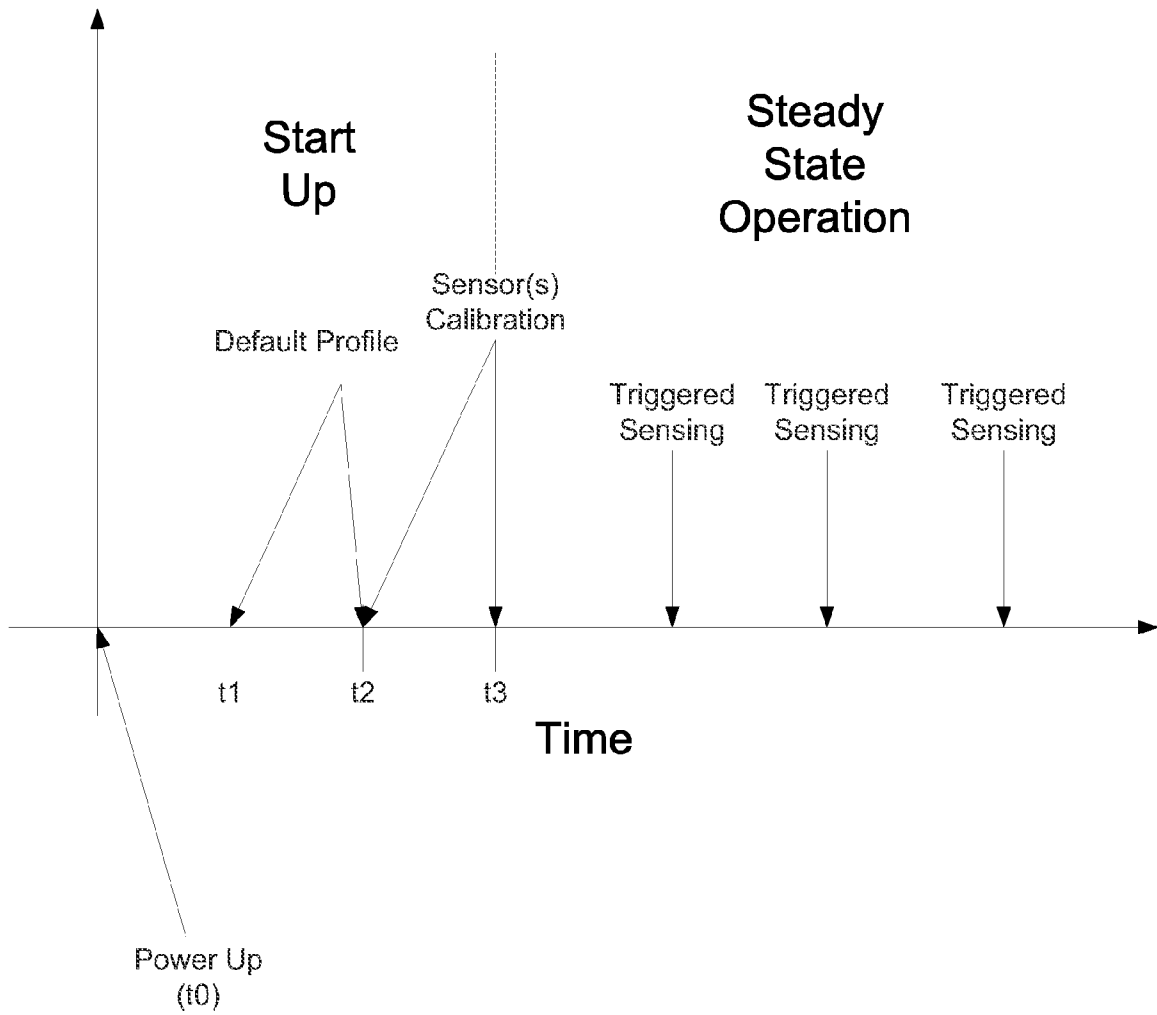 Start
Up
Steady
State
Operation
Sensor(s)
Calibration
Default Profile
Triggered
Sensing
Triggered
Sensing
Triggered
Sensing
t1
t2
t3
Time
Power Up
(t0)